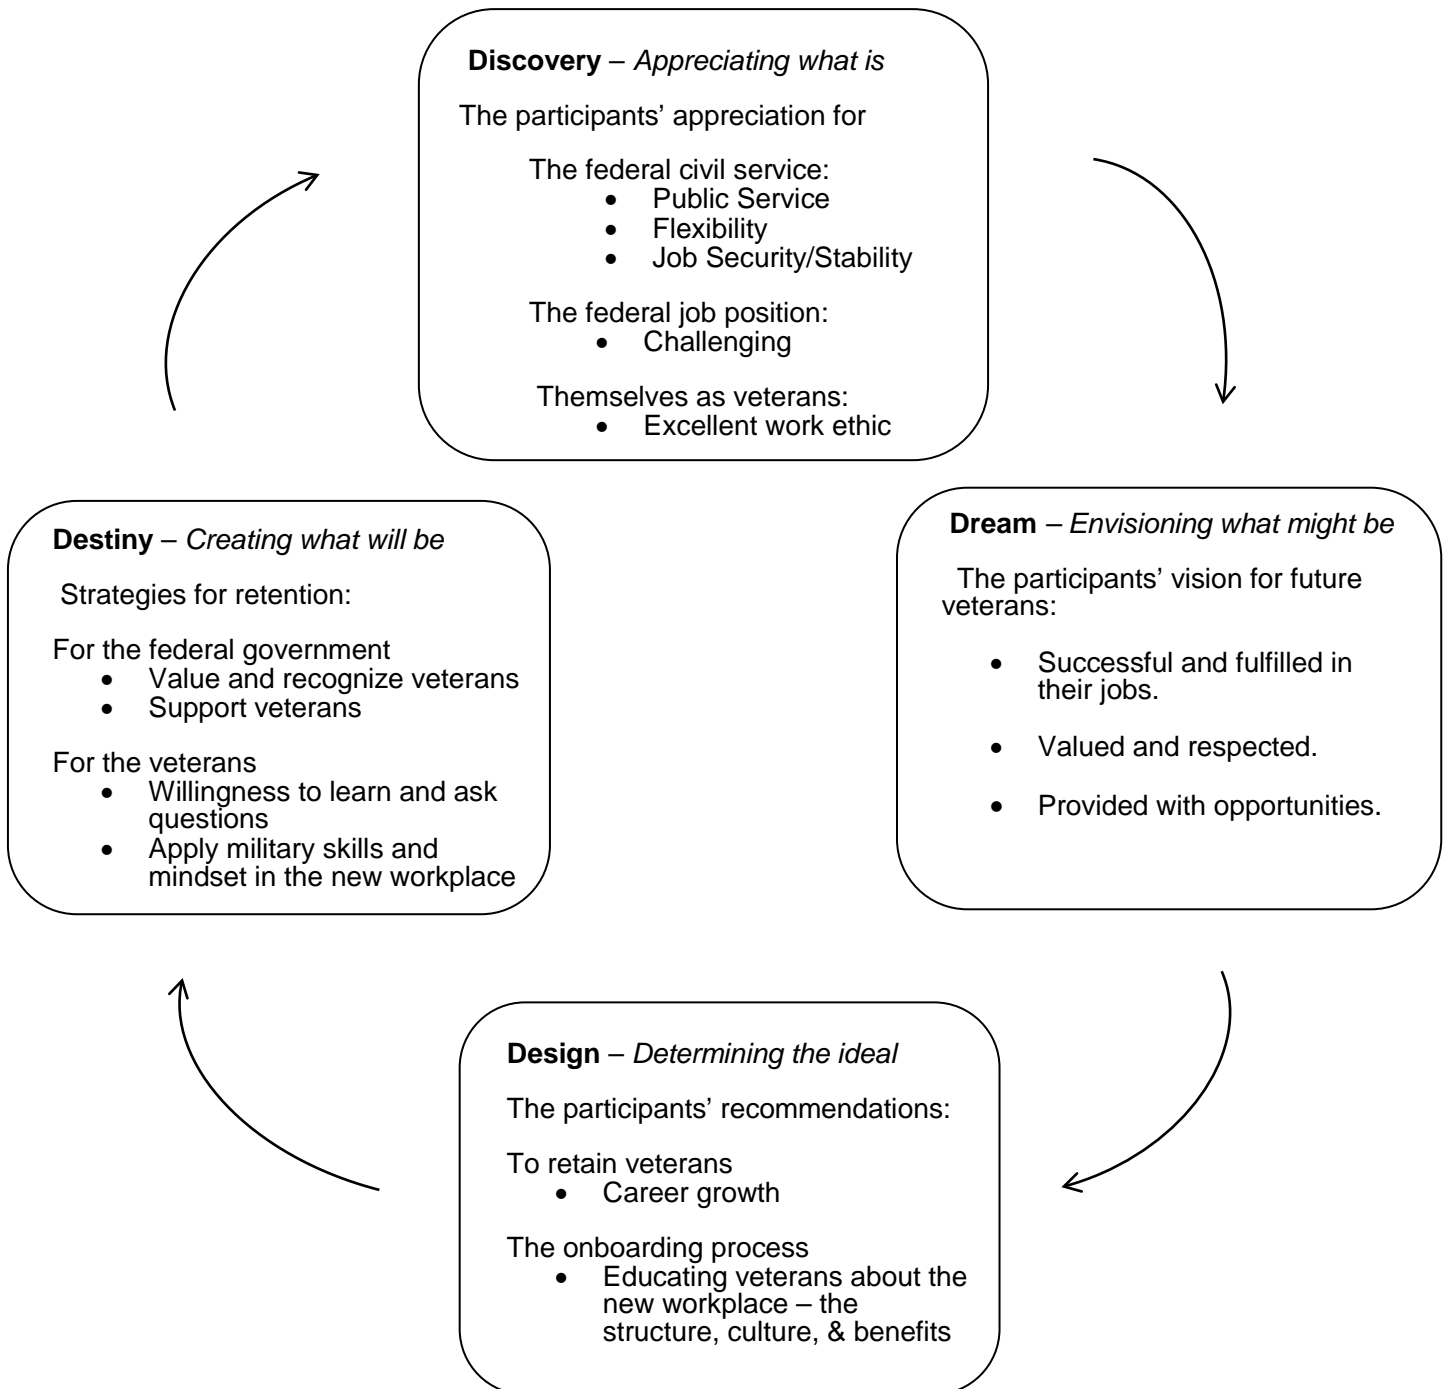 Discovery – Appreciating what is
The participants’ appreciation for
The federal civil service:
• Public Service
• Flexibility
• Job Security/Stability
The federal job position:
• Challenging
Themselves as veterans:
• Excellent work ethic
Dream – Envisioning what might be
The participants’ vision for future
veterans:
• Successful and fulfilled in
their jobs.
• Valued and respected.
• Provided with opportunities.
Design – Determining the ideal
The participants’ recommendations:
To retain veterans
• Career growth
The onboarding process
• Educating veterans about the
new workplace – the
structure, culture, & benefits
Destiny – Creating what will be
Strategies for retention:
For the federal government
• Value and recognize veterans
• Support veterans
For the veterans
• Willingness to learn and ask
questions
• Apply military skills and
mindset in the new workplace